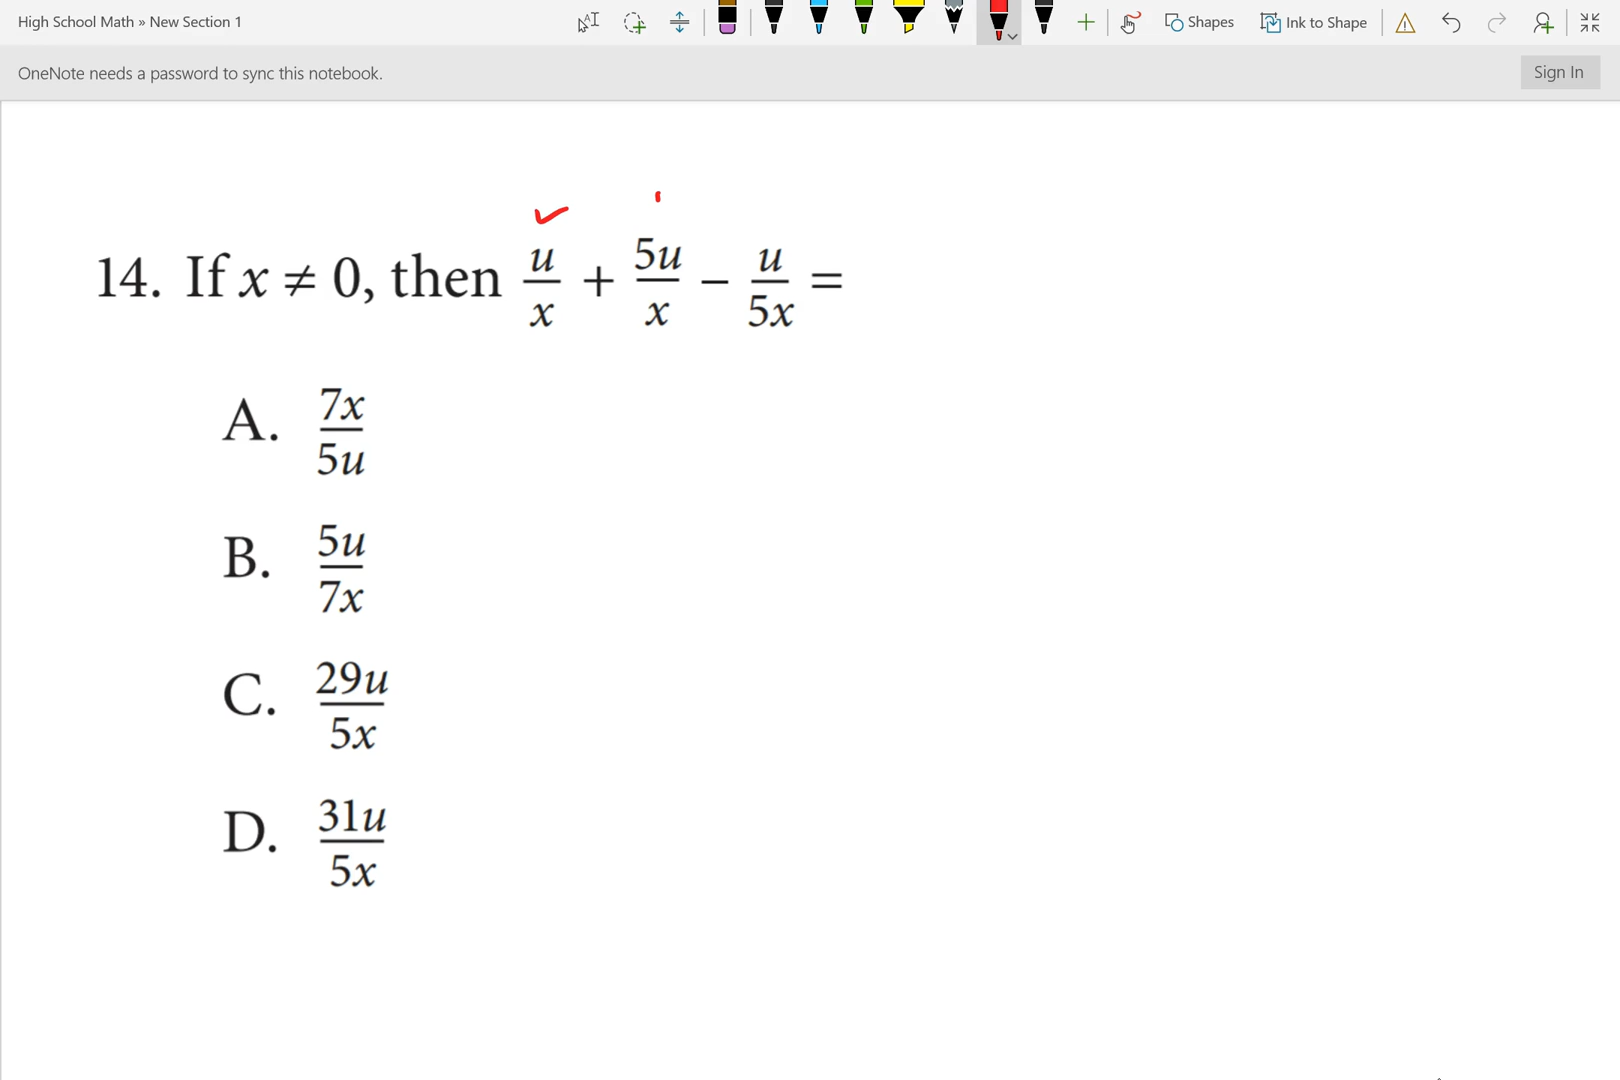 High School Math » New Section 1
Shapes
Ink to Shape
OneNote needs a password to sync this notebook.
Sign In
14. If x ≠ 0, then u/x + 5u/x − u/5x =
A. 7x/5u
B. 5u/7x
C. 29u/5x
D. 31u/5x